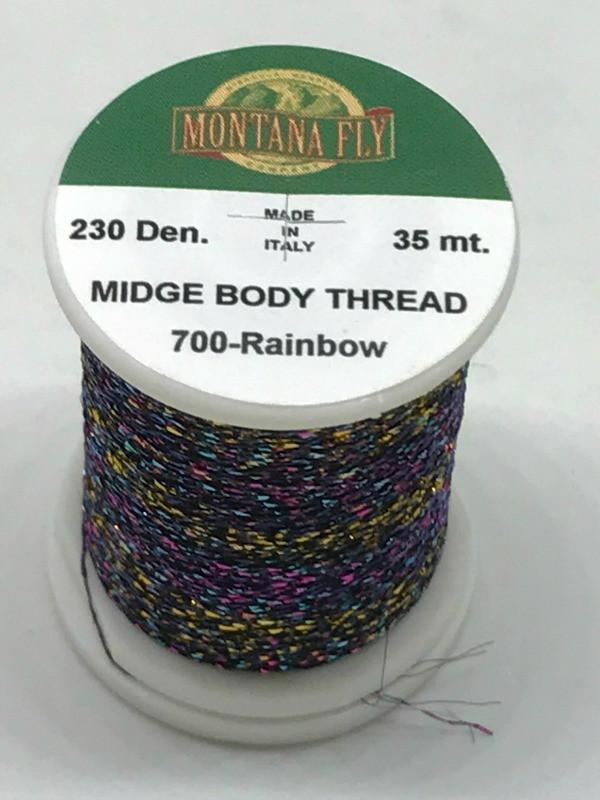 MONTANA FLY
230 Den.
MADE
IN
ITALY
35 mt.
MIDGE BODY THREAD
700-Rainbow